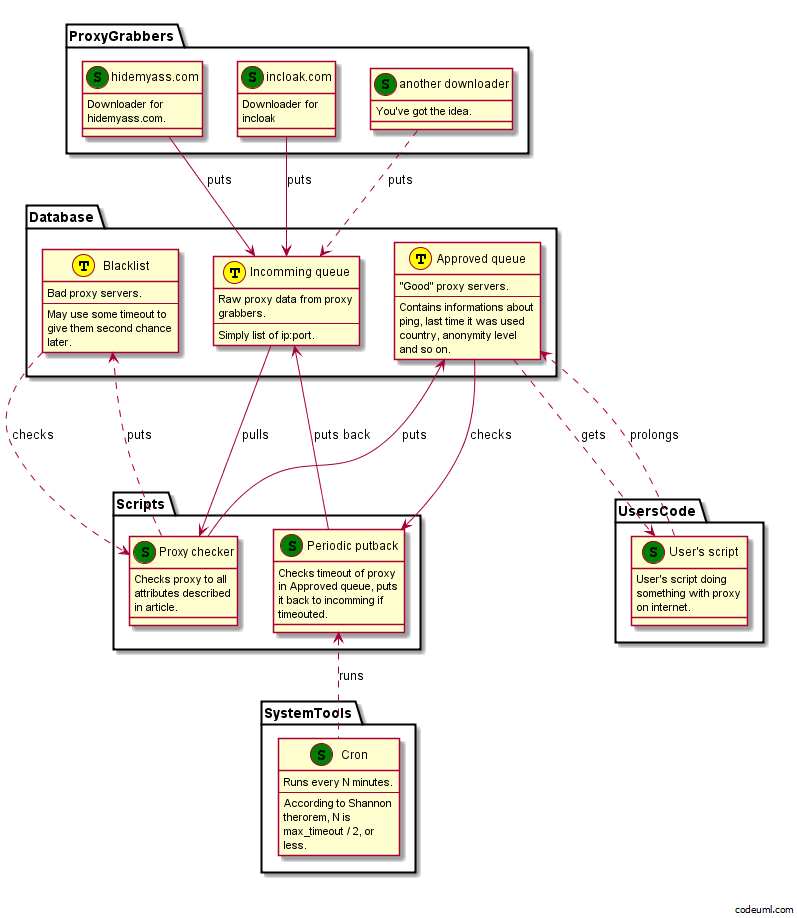 ProxyGrabbers
S hidemyass.com
Downloader for
hidemyass.com.
S incloak.com
Downloader for
incloak
S another downloader
You've got the idea.
puts
puts
puts
Database
T Blacklist
Bad proxy servers.
May use some timeout to
give them second chance
later.
T Incomming queue
Raw proxy data from proxy
grabbers.
Simply list of ip:port.
T Approved queue
"Good" proxy servers.
Contains informations about
ping, last time it was used
country, anonymity level
and so on.
checks
puts
pulls
puts back
puts
checks
gets
prolongs
Scripts
S Proxy checker
Checks proxy to all
attributes described
in article.
S Periodic putback
Checks timeout of proxy
in Approved queue, puts
it back to incomming if
timeouted.
UsersCode
S User's script
User's script doing
something with proxy
on internet.
runs
SystemTools
S Cron
Runs every N minutes.
According to Shannon
therorem, N is
max_timeout / 2, or
less.
codeuml.com